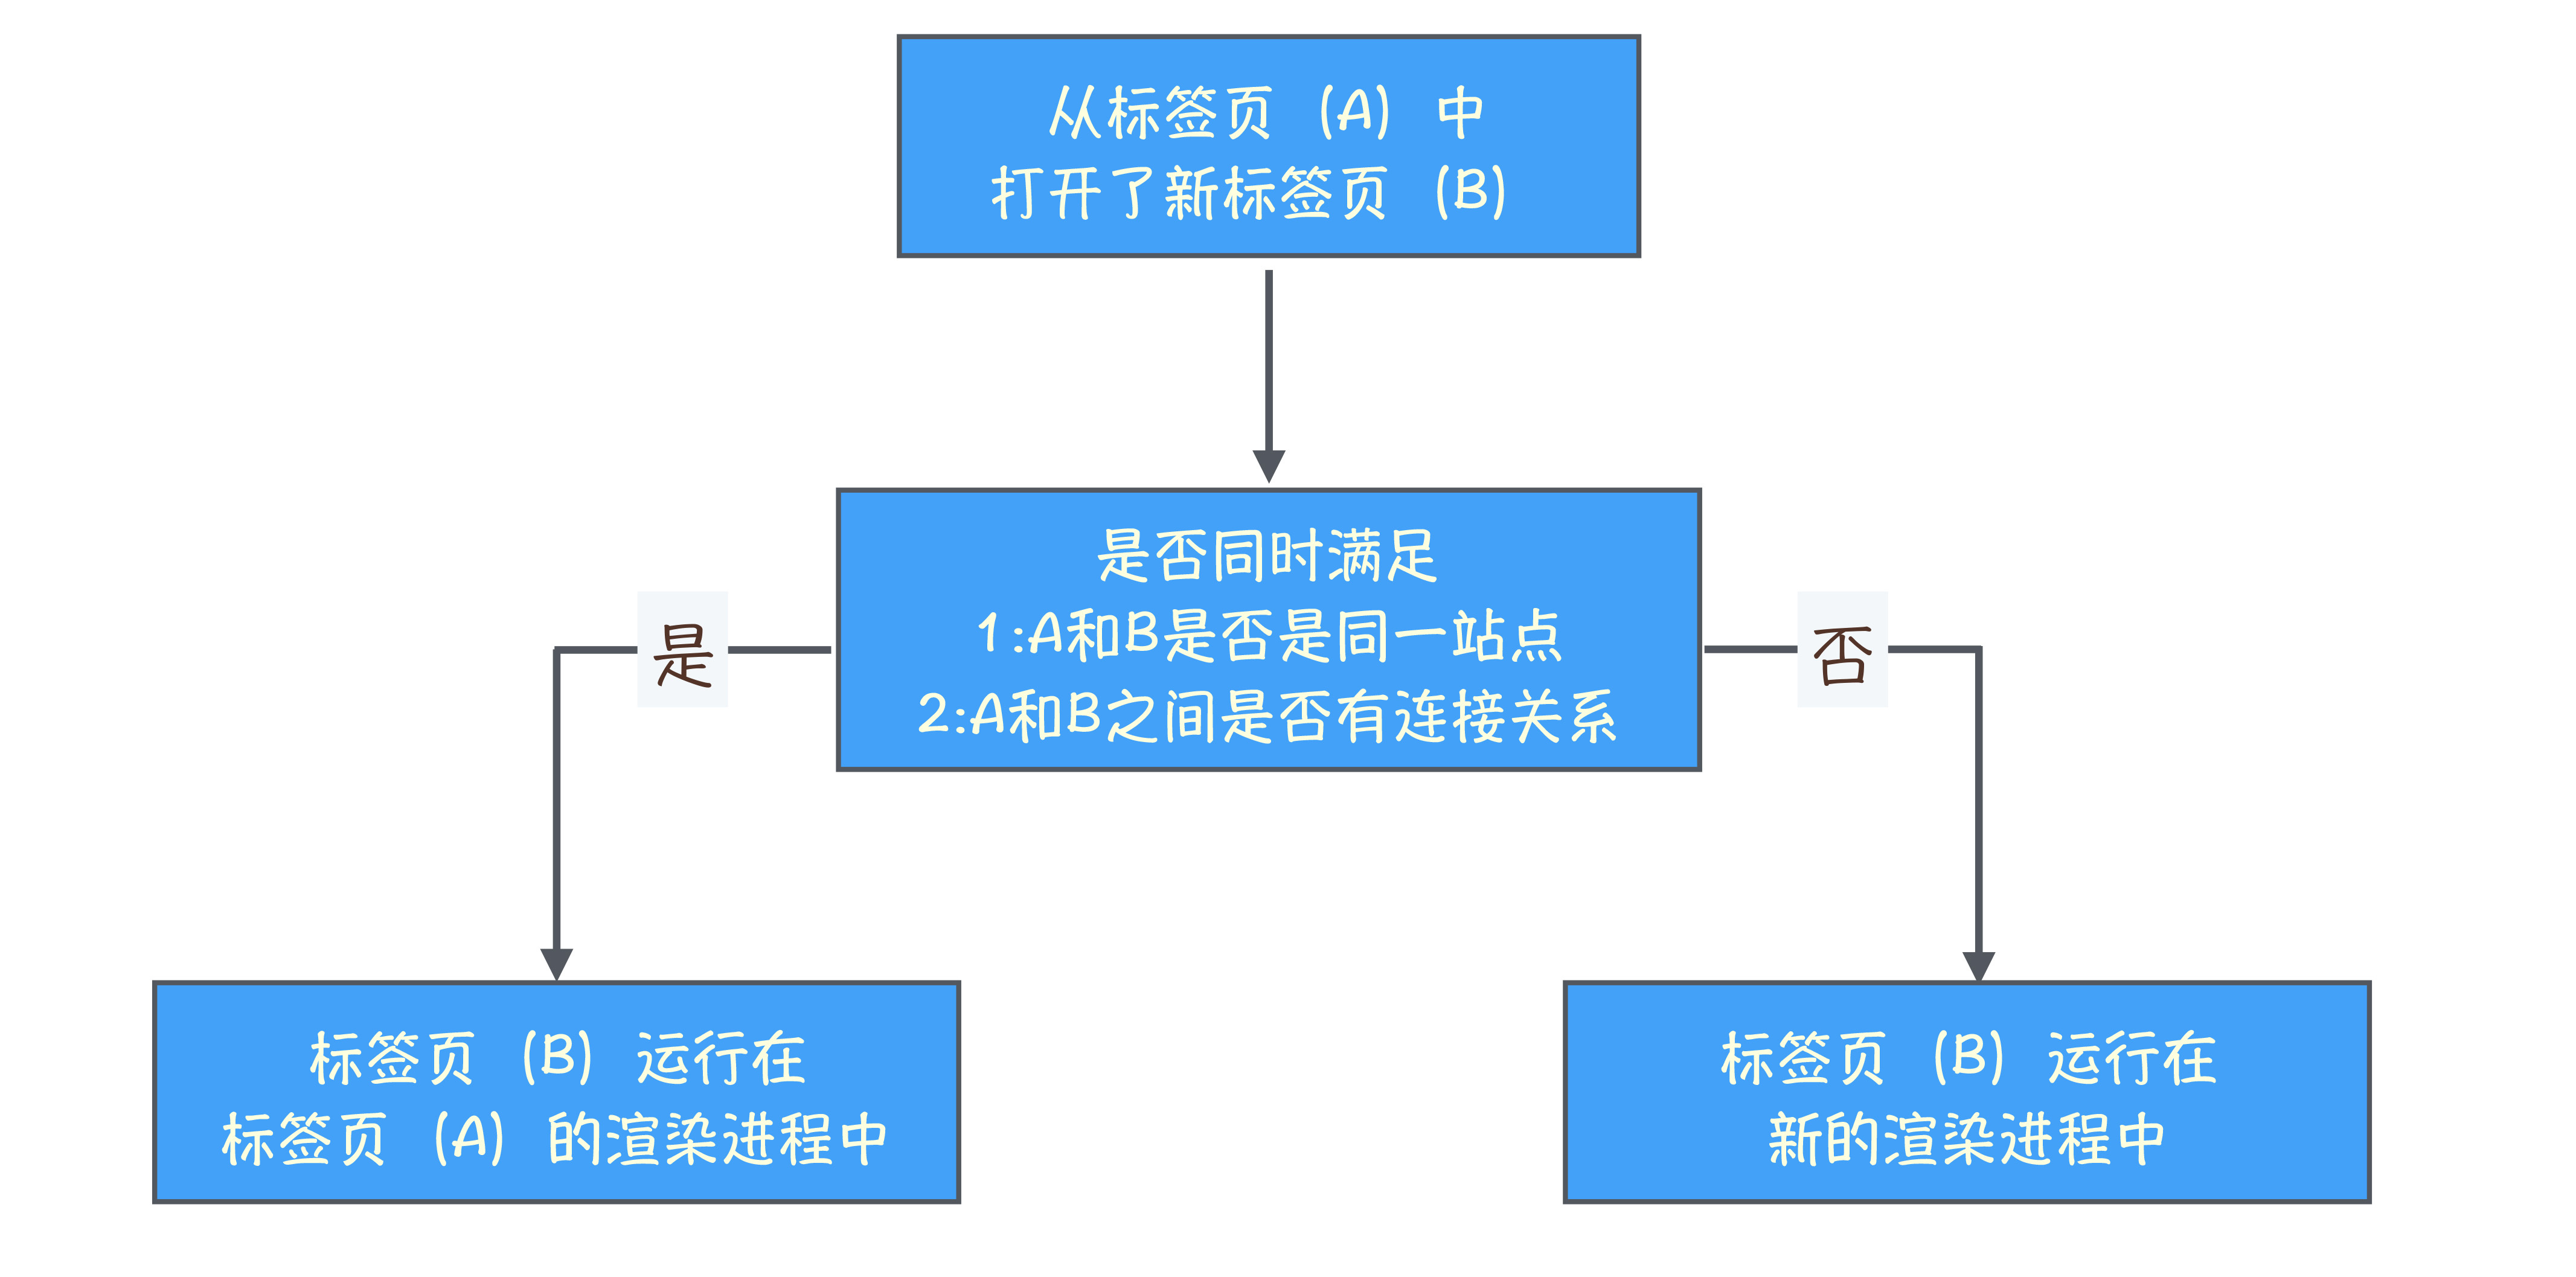 从标签页（A）中
打开了新标签页（B）
是否同时满足
1:A和B是否是同一站点
2:A和B之间是否有连接关系
是
否
标签页（B）运行在
标签页（A）的渲染进程中
标签页（B）运行在
新的渲染进程中